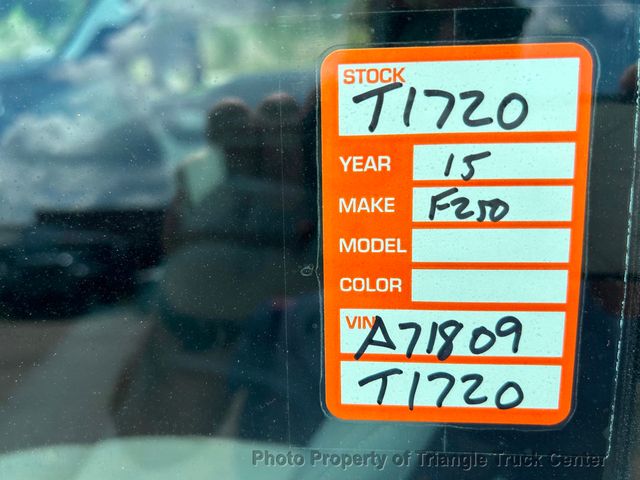 STOCK
T1720
YEAR 15
MAKE F250
MODEL
COLOR
VIN
A71809
T1720
Photo Property of Triangle Truck Center